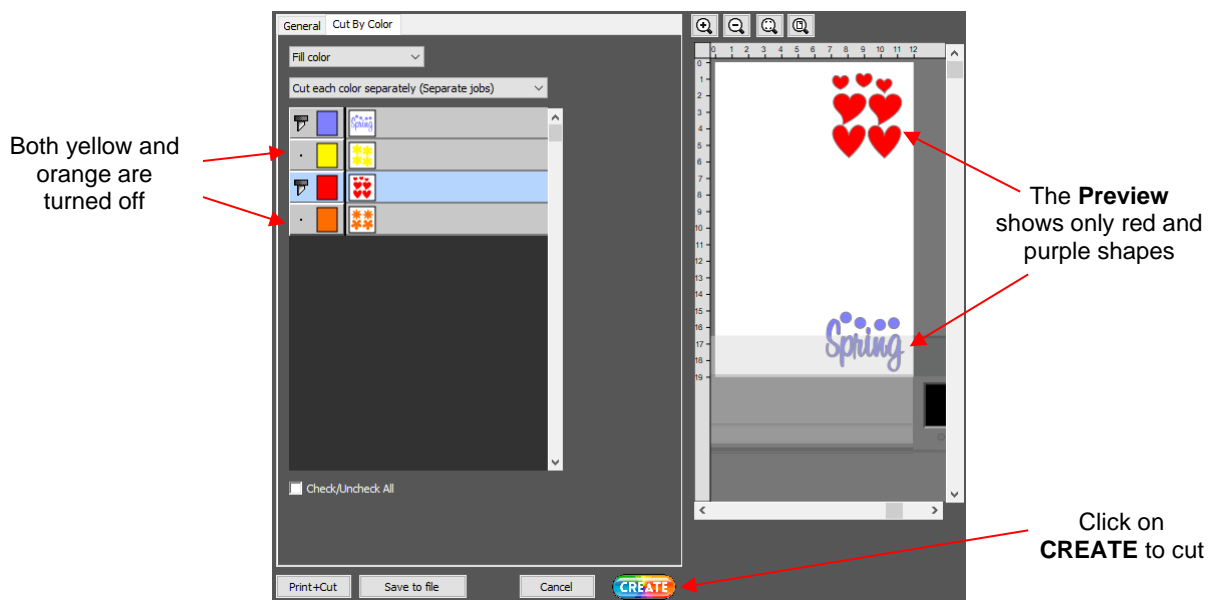 General Cut By Color
Fill color
Cut each color separately (Separate jobs)
Spring
Both yellow and
orange are
turned off
Check/Uncheck All
Print+Cut Save to file Cancel CREATE
0 1 2 3 4 5 6 7 8 9 10 11 12
0
1
2
3
4
5
6
7
8
9
10
11
12
13
14
15
16
17
18
19
Spring
The Preview
shows only red and
purple shapes
Click on
CREATE to cut